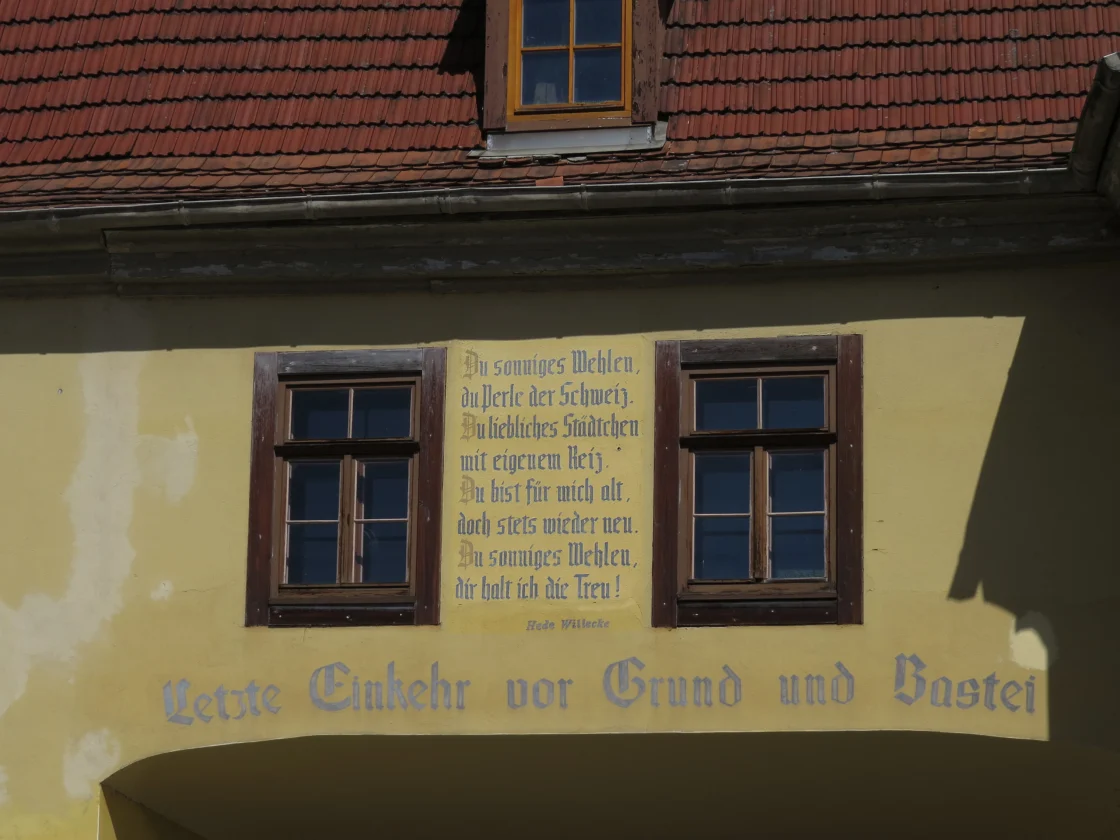 Du sonniges Wehlen,
du Perle der Schweiz.
Du liebliches Städtchen
mit eigenem Reiz.
Du bist für mich alt,
doch stets wieder neu.
Du sonniges Wehlen,
dir halt ich die Treu!
Hede Willecke
Letzte Einkehr vor Grund und Bastei